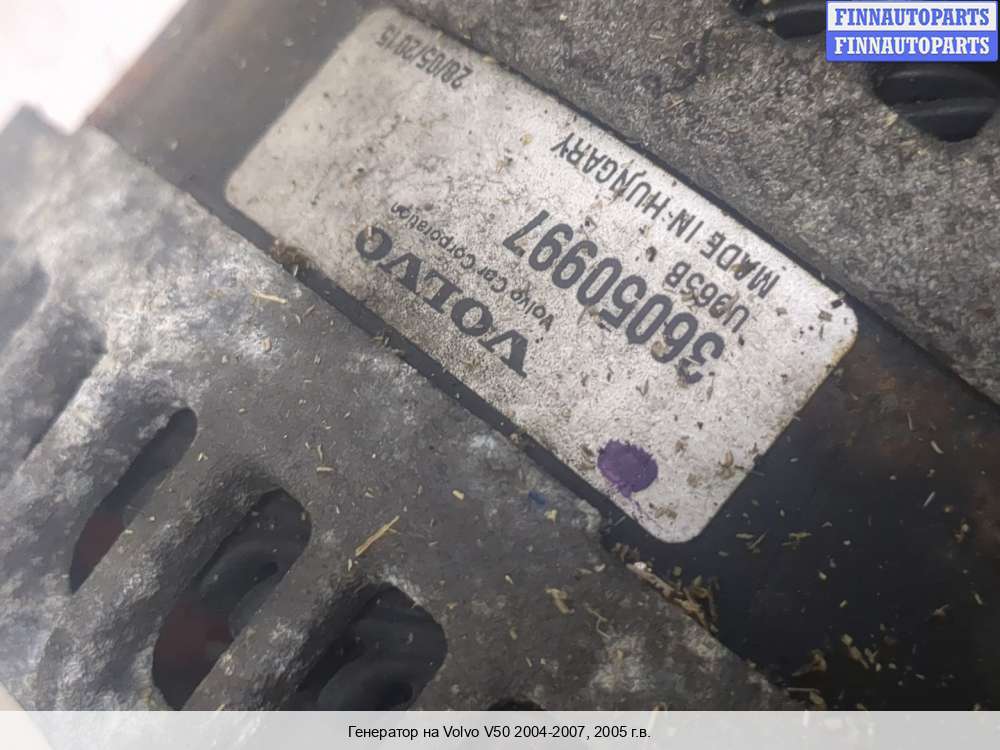 FINNAUTOPARTS
FINNAUTOPARTS
VOLVO
Volvo Car Corporation
36050997
U965B
MADE IN HUNGARY
28/05/2015
Генератор на Volvo V50 2004-2007, 2005 г.в.